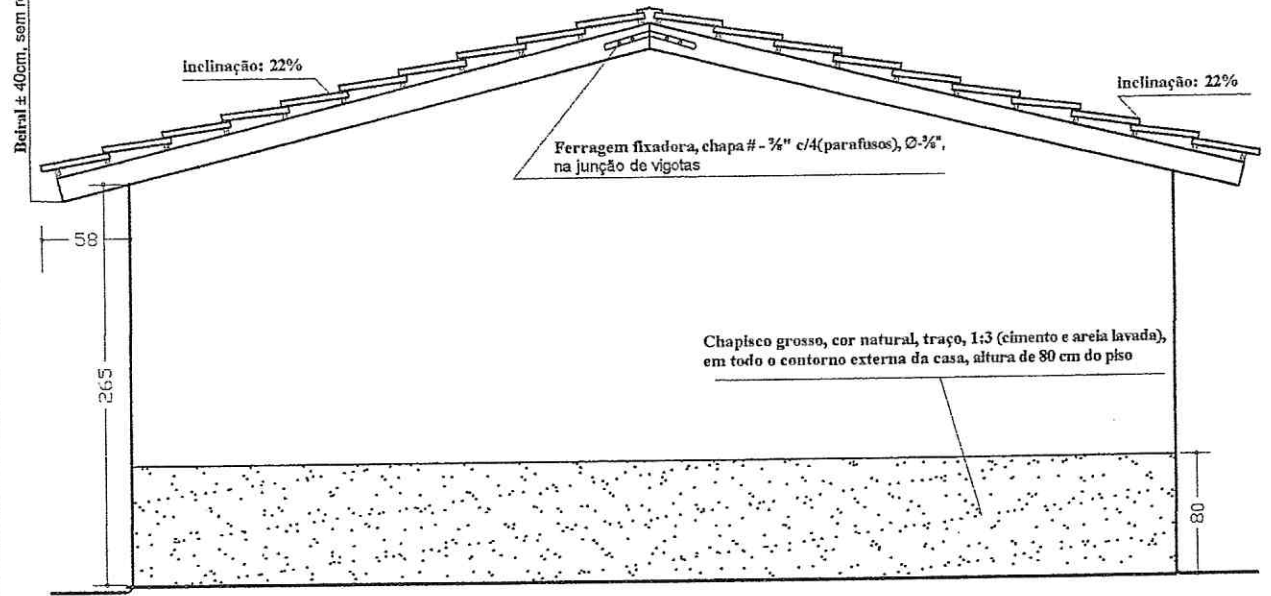 Beiral ± 40cm, sem
inclinação: 22%
inclinação: 22%
Ferragem fixadora, chapa # - ⅜" c/4(parafusos), Ø-⅜",
na junção de vigotas
58
265
Chapisco grosso, cor natural, traço, 1:3 (cimento e areia lavada),
em todo o contorno externa da casa, altura de 80 cm do piso
80